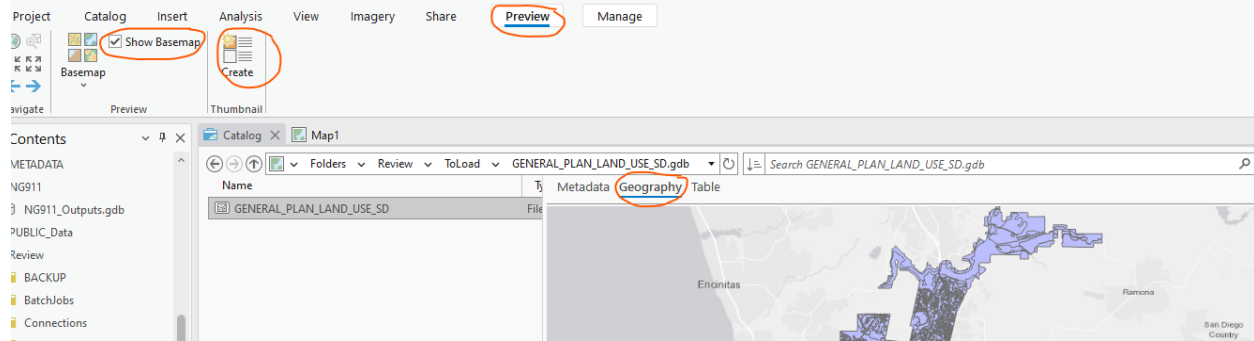 Project Catalog Insert Analysis View Imagery Share Preview Manage
Show Basemap
Basemap
Create
Preview Thumbnail
Contents
Catalog Map1
METADATA
Folders Review ToLoad GENERAL_PLAN_LAND_USE_SD.gdb Search GENERAL_PLAN_LAND_USE_SD.gdb
NG911
Name
Metadata Geography Table
NG911_Outputs.gdb
GENERAL_PLAN_LAND_USE_SD File
PUBLIC_Data
Review
BACKUP
BatchJobs
Connections
Encinitas
Ramona
San Diego
Country